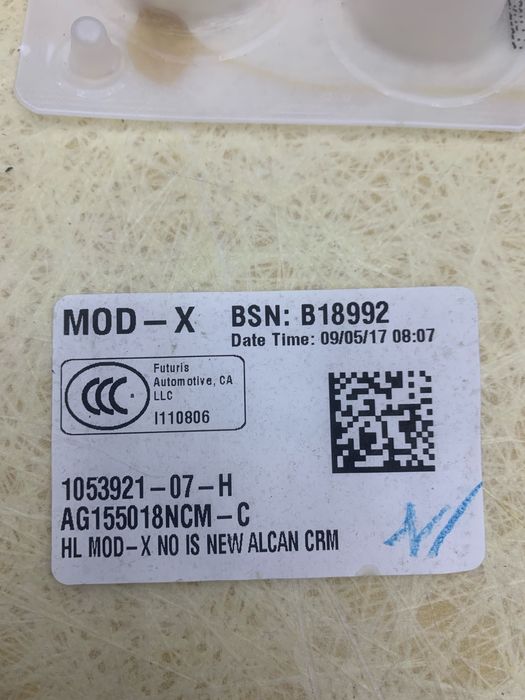 MOD-X BSN: B18992
Date Time: 09/05/17 08:07
CCC
Futuris
Automotive, CA
LLC
I110806
1053921-07-H
AG155018NCM-C
HL MOD-X NO IS NEW ALCAN CRM